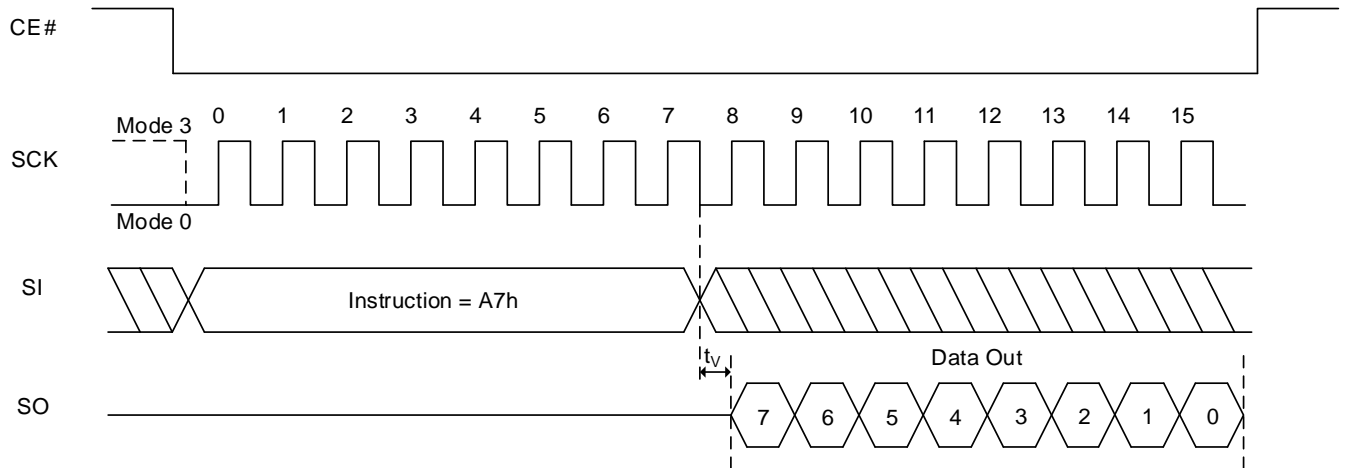 CE#
Mode 3 0 1 2 3 4 5 6 7 8 9 10 11 12 13 14 15
SCK
Mode 0
SI
Instruction = A7h
tV Data Out
SO
7 6 5 4 3 2 1 0